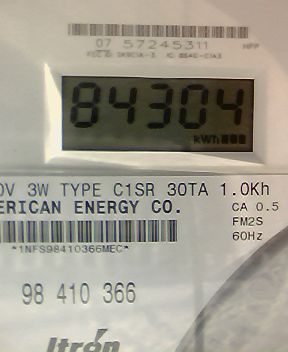 07 57245311
84304
kWh
0V 3W TYPE C1SR 30TA 1.0Kh
ERICAN ENERGY CO.
CA 0.5
FM2S
60Hz
*1NFS98410366MEC*
98 410 366
Itron